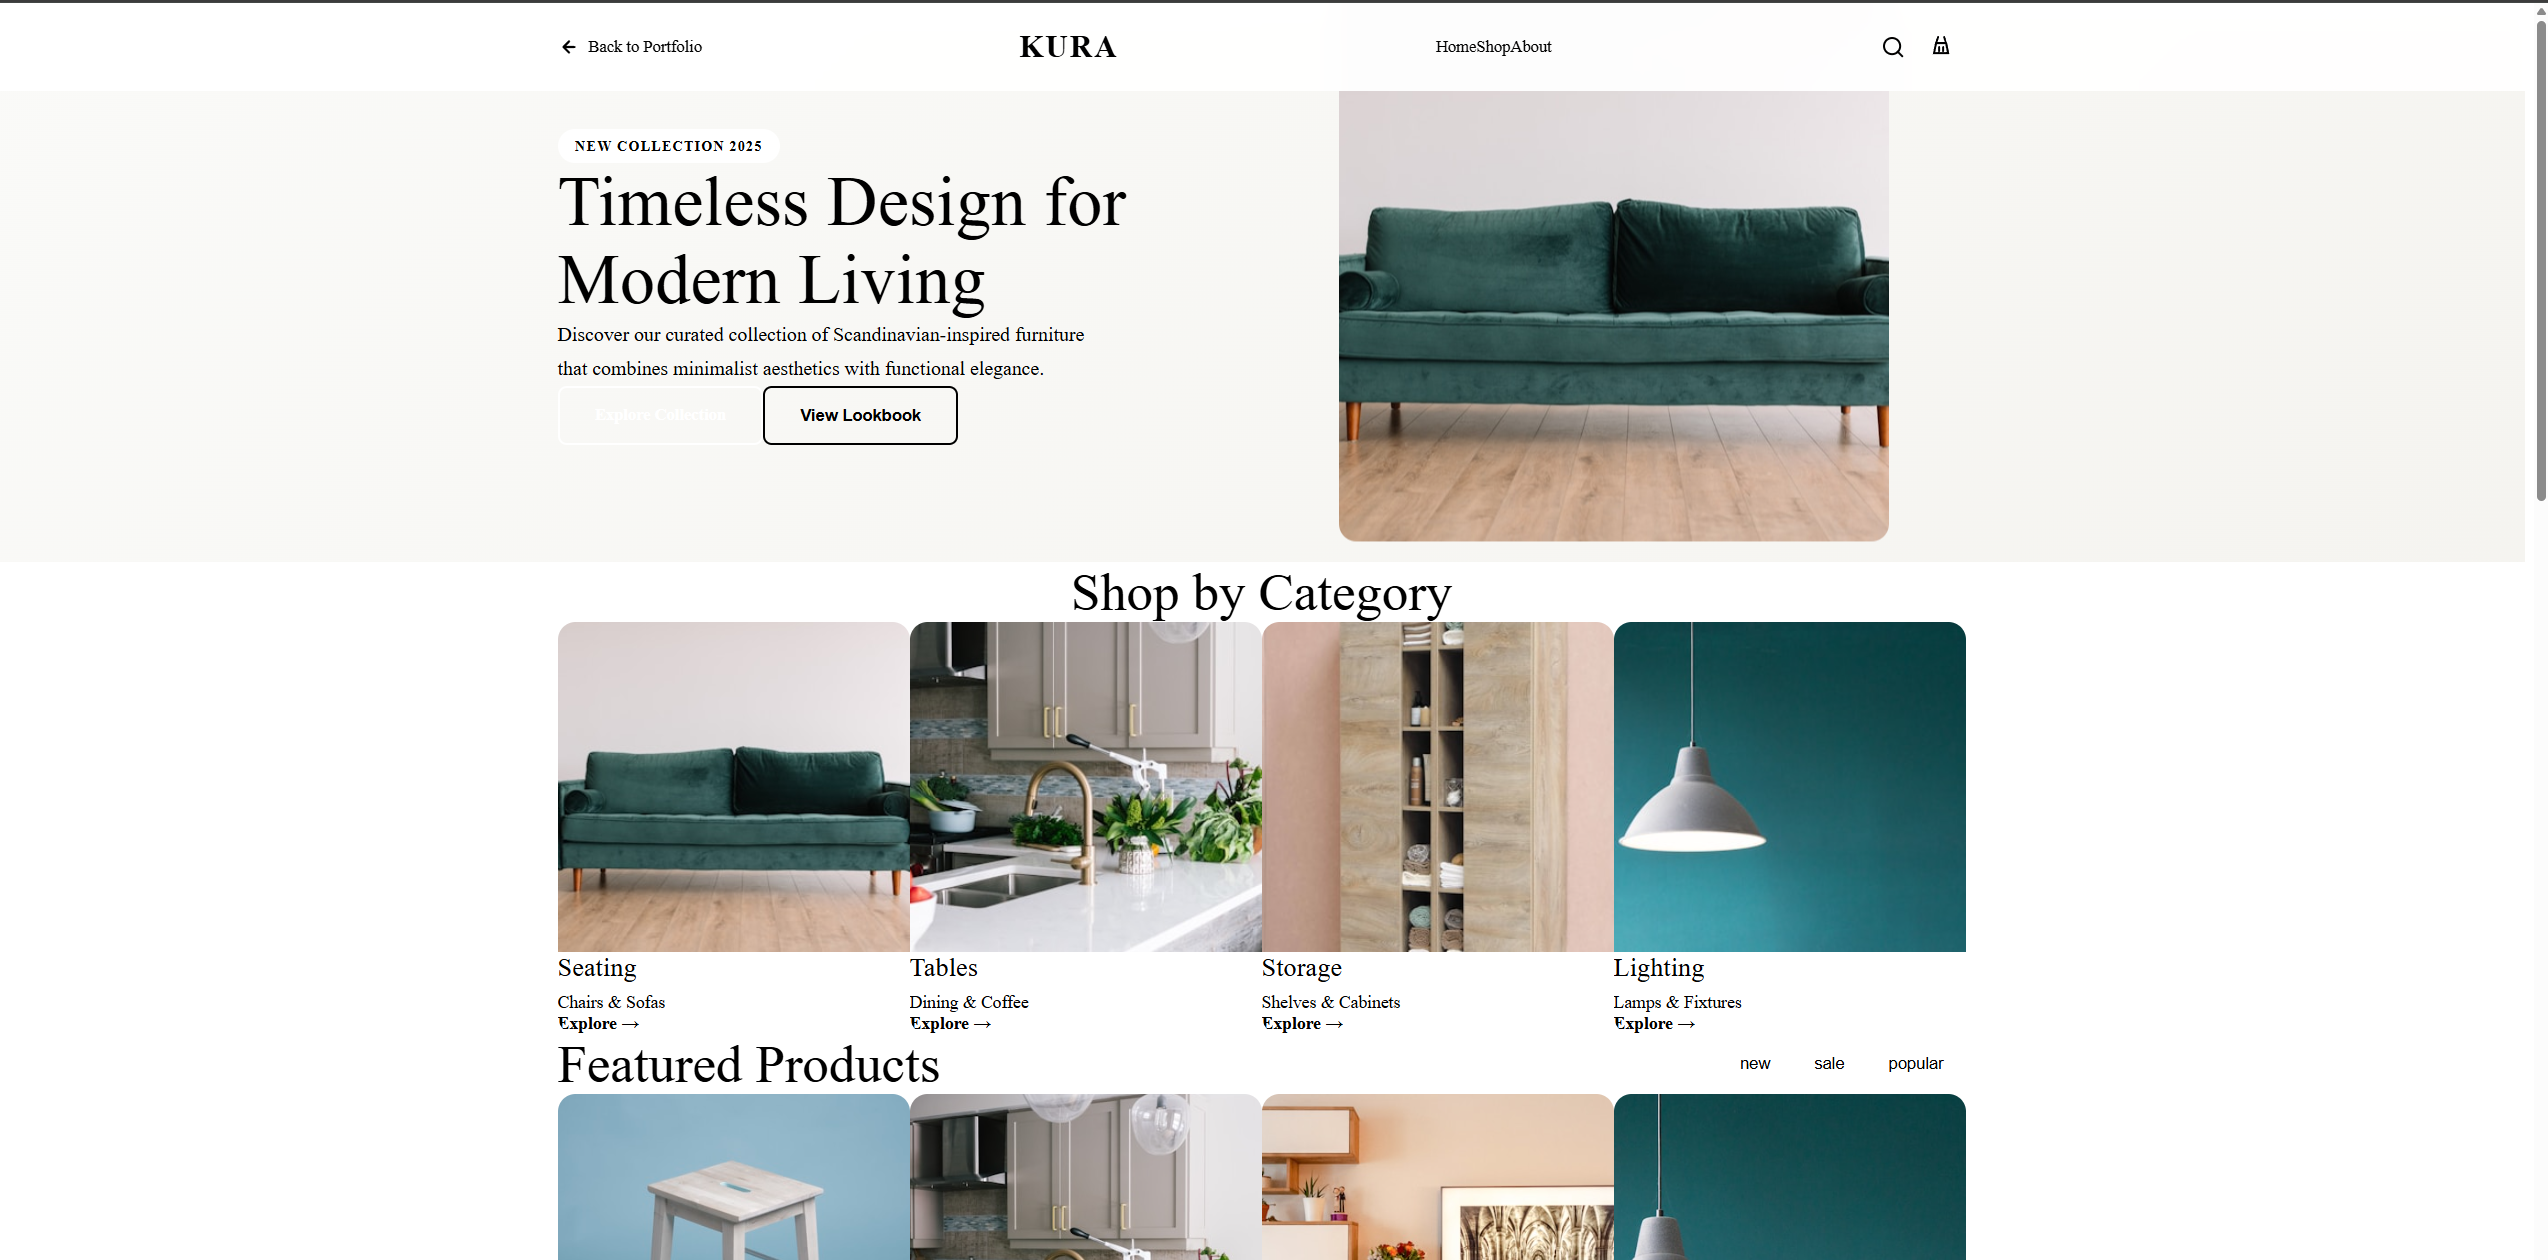 Back to Portfolio
KURA
HomeShopAbout
NEW COLLECTION 2025
Timeless Design for
Modern Living
Discover our curated collection of Scandinavian-inspired furniture
that combines minimalist aesthetics with functional elegance.
Explore Collection
View Lookbook
Shop by Category
Seating
Chairs & Sofas
Explore →
Tables
Dining & Coffee
Explore →
Storage
Shelves & Cabinets
Explore →
Lighting
Lamps & Fixtures
Explore →
Featured Products
new
sale
popular